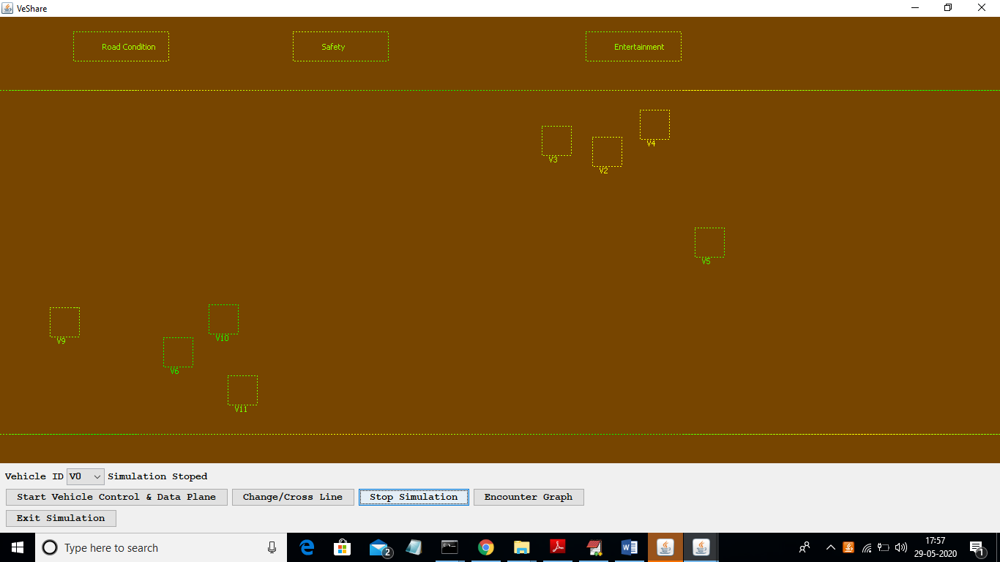 VeShare
Road Condition
Safety
Entertainment
V4
V3
V2
V5
V10
V9
V6
V11
Vehicle ID V0 Simulation Stoped
Start Vehicle Control & Data Plane Change/Cross Line Stop Simulation Encounter Graph
Exit Simulation
Type here to search
2
17:57
29-05-2020
1